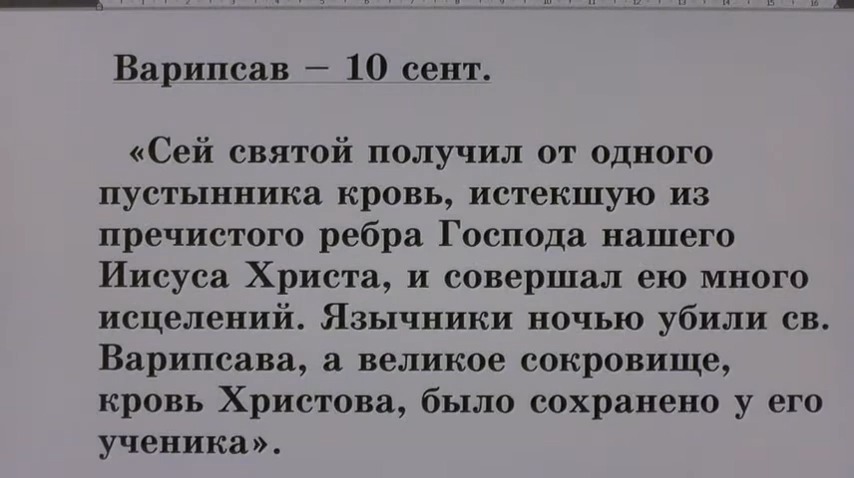 Варипсав – 10 сент.
«Сей святой получил от одного
пустынника кровь, истекшую из
пречистого ребра Господа нашего
Иисуса Христа, и совершал ею много
исцелений. Язычники ночью убили св.
Варипсава, а великое сокровище,
кровь Христова, было сохранено у его
ученика».